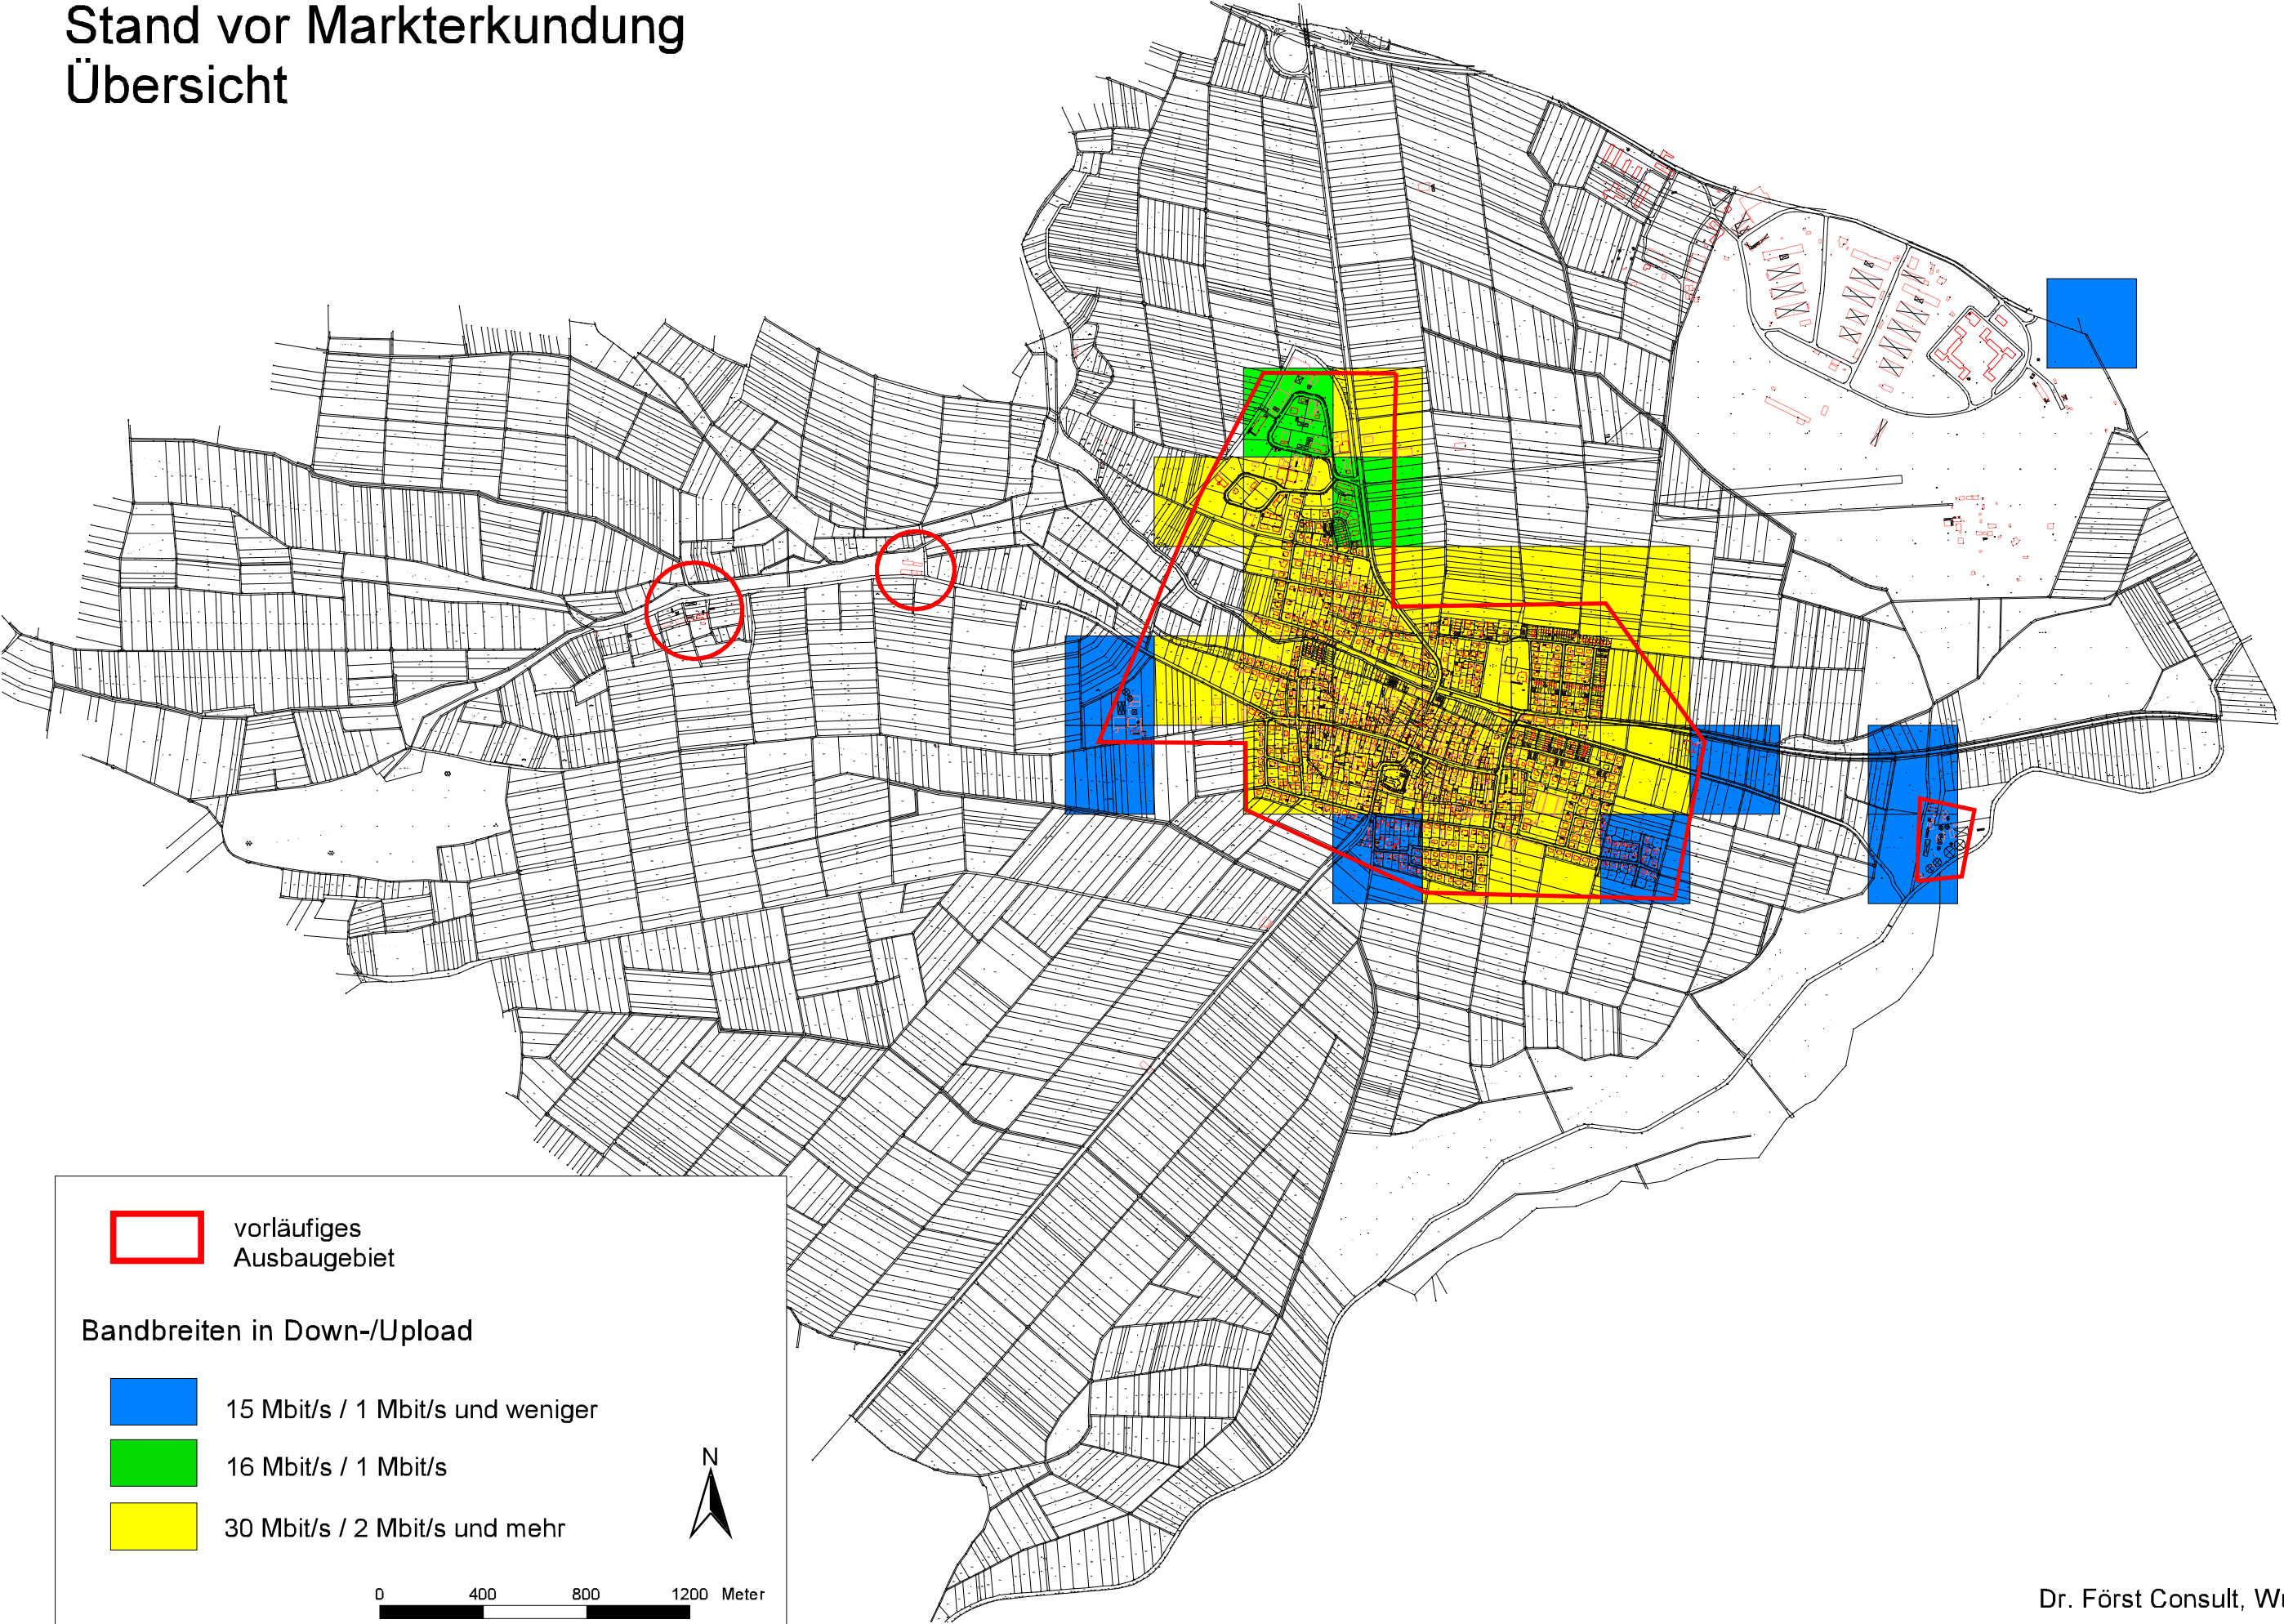 Stand vor Markterkundung
Übersicht
vorläufiges
Ausbaugebiet
Bandbreiten in Down-/Upload
15 Mbit/s / 1 Mbit/s und weniger
16 Mbit/s / 1 Mbit/s
30 Mbit/s / 2 Mbit/s und mehr
N
0 400 800 1200 Meter
Dr. Först Consult,